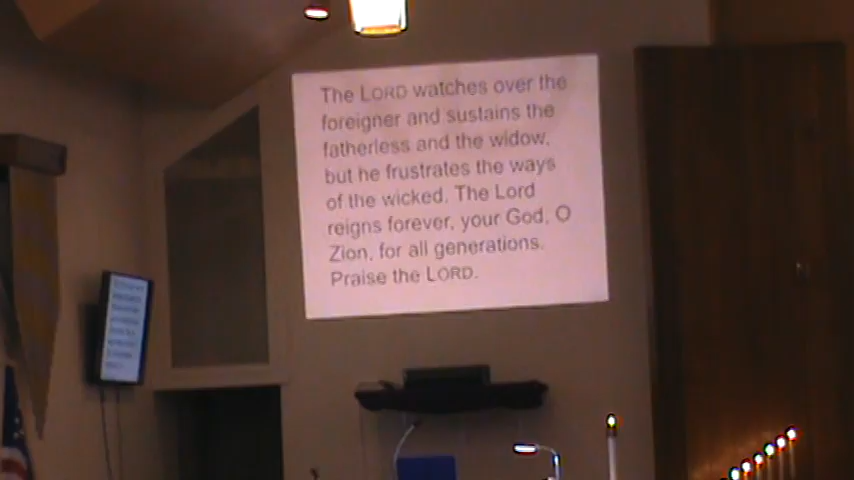 The LORD watches over the
foreigner and sustains the
fatherless and the widow,
but he frustrates the ways
of the wicked. The Lord
reigns forever, your God, O
Zion, for all generations.
Praise the LORD.